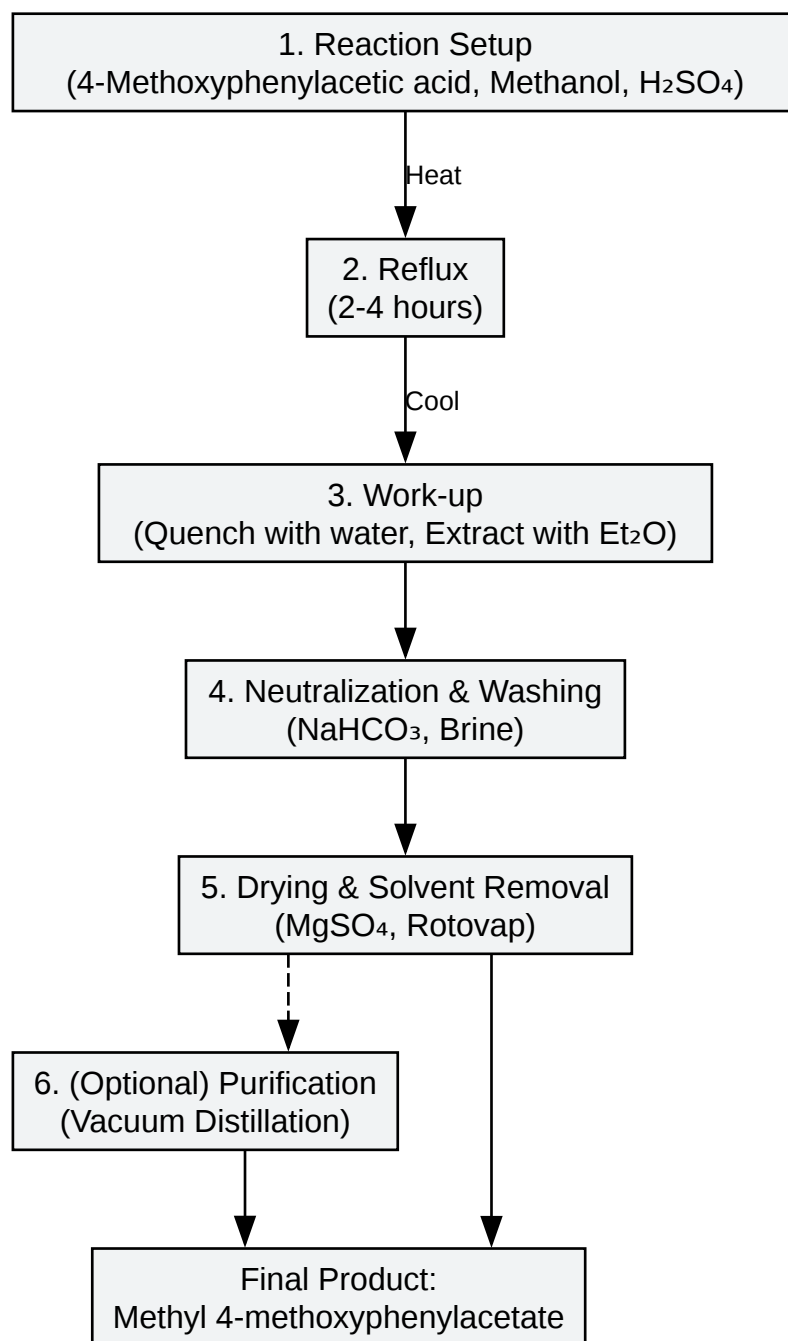 1. Reaction Setup
(4-Methoxyphenylacetic acid, Methanol, H₂SO₄)
Heat
2. Reflux
(2-4 hours)
Cool
3. Work-up
(Quench with water, Extract with Et₂O)
4. Neutralization & Washing
(NaHCO₃, Brine)
5. Drying & Solvent Removal
(MgSO₄, Rotovap)
6. (Optional) Purification
(Vacuum Distillation)
Final Product:
Methyl 4-methoxyphenylacetate